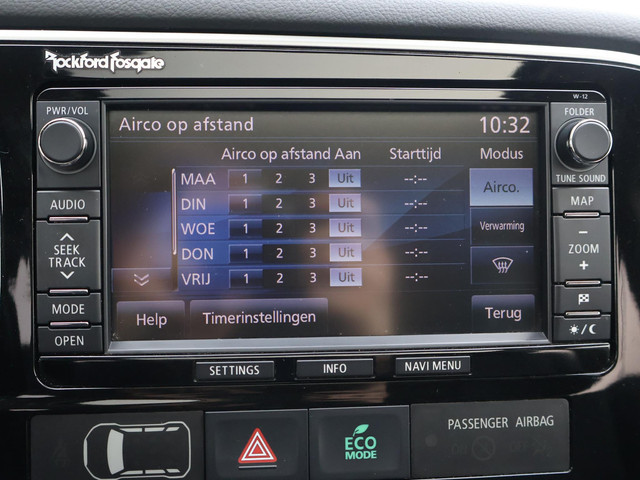 Rockford Fosgate
W-12
PWR/VOL
FOLDER
Airco op afstand 10:32
Airco op afstand Aan Starttijd Modus
MAA 1 2 3 Uit --:-- Airco.
TUNE SOUND
AUDIO
DIN 1 2 3 Uit --:--
MAP
WOE 1 2 3 Uit --:-- Verwarming
SEEK
TRACK
DON 1 2 3 Uit --:--
ZOOM
VRIJ 1 2 3 Uit --:--
MODE
Help Timerinstellingen Terug
OPEN
SETTINGS INFO NAVI MENU
ECO
MODE
PASSENGER AIRBAG